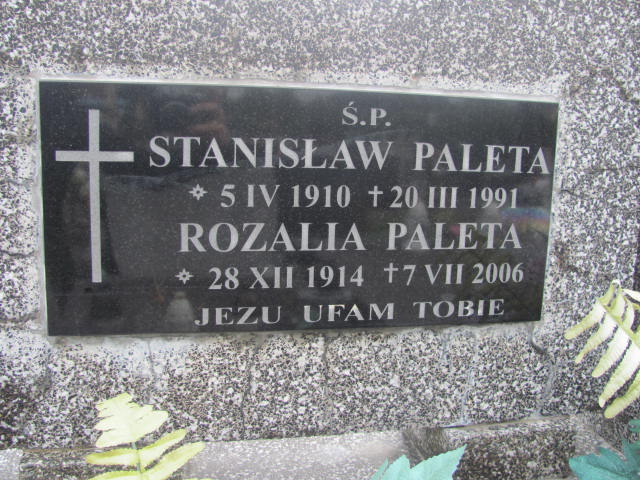 Ś.P.
STANISŁAW PALETA
* 5 IV 1910 † 20 III 1991
ROZALIA PALETA
* 28 XII 1914 † 7 VII 2006
JEZU UFAM TOBIE